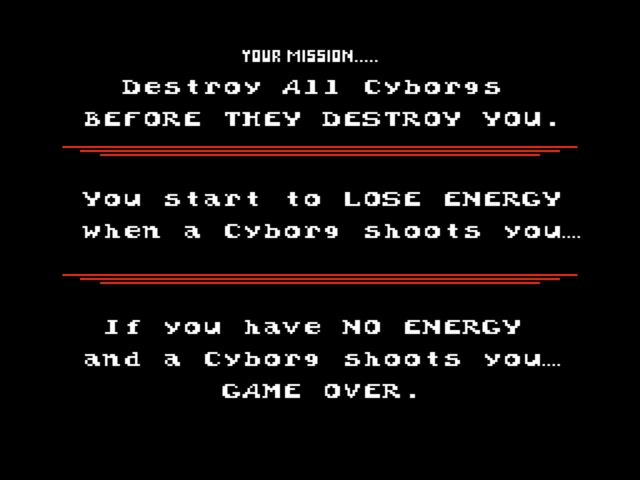 YOUR MISSION.....
Destroy All Cyborgs
BEFORE THEY DESTROY YOU.
You start to LOSE ENERGY
when a Cyborg shoots you....
If you have NO ENERGY
and a Cyborg shoots you....
GAME OVER.